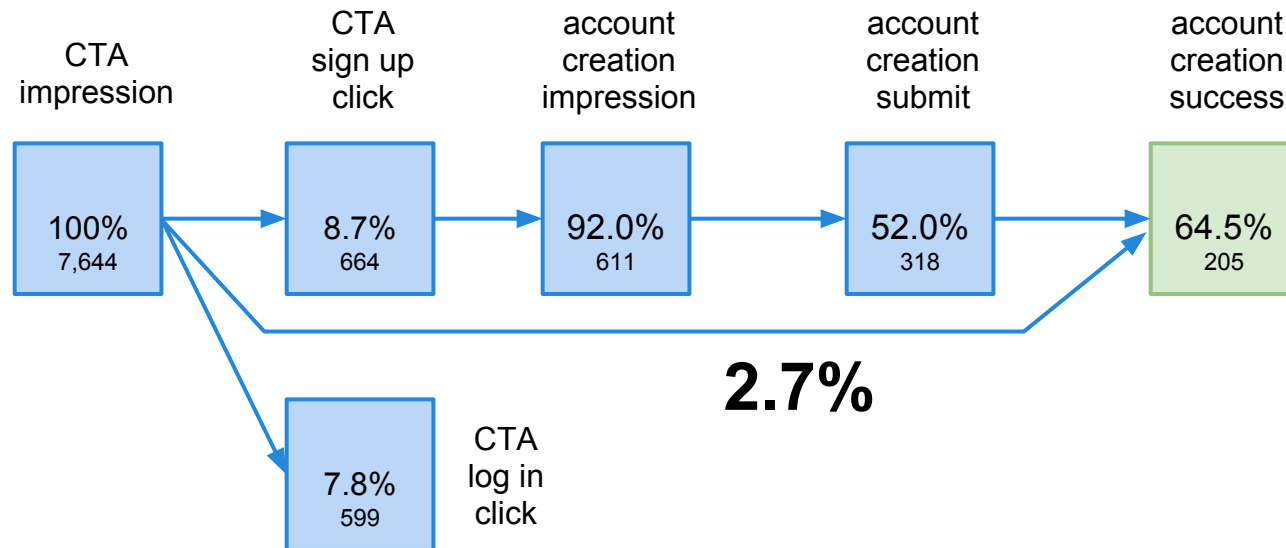 CTA
impression
CTA
sign up
click
account
creation
impression
account
creation
submit
account
creation
success
100%
7,644
8.7%
664
92.0%
611
52.0%
318
64.5%
205
2.7%
7.8%
599
CTA
log in
click